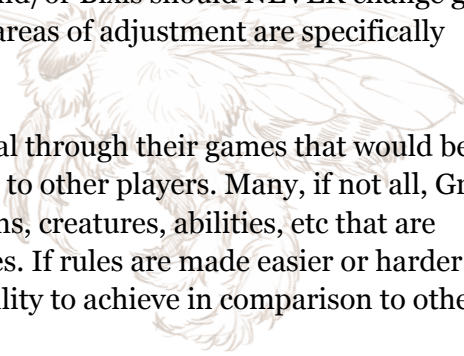 nd/or Bixis should NEVER change g
areas of adjustment are specifically
al through their games that would be
to other players. Many, if not all, Gr
ns, creatures, abilities, etc that are
es. If rules are made easier or harder
ility to achieve in comparison to othe